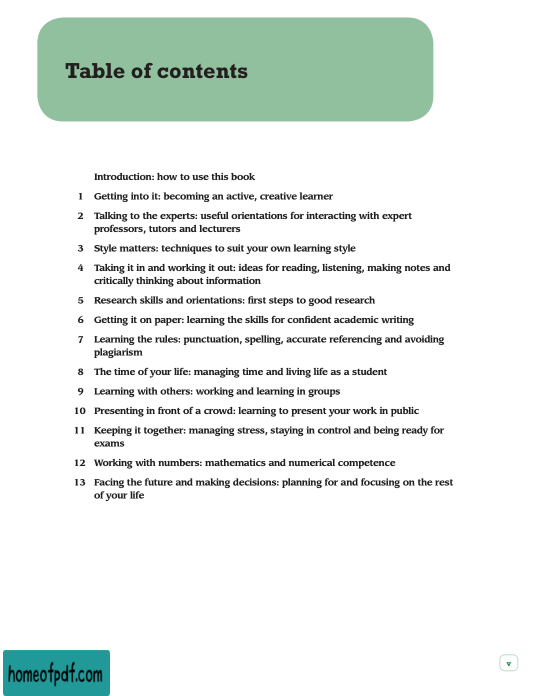 Table of contents
Introduction: how to use this book
1 Getting into it: becoming an active, creative learner
2 Talking to the experts: useful orientations for interacting with expert
professors, tutors and lecturers
3 Style matters: techniques to suit your own learning style
4 Taking it in and working it out: ideas for reading, listening, making notes and
critically thinking about information
5 Research skills and orientations: first steps to good research
6 Getting it on paper: learning the skills for confident academic writing
7 Learning the rules: punctuation, spelling, accurate referencing and avoiding
plagiarism
8 The time of your life: managing time and living life as a student
9 Learning with others: working and learning in groups
10 Presenting in front of a crowd: learning to present your work in public
11 Keeping it together: managing stress, staying in control and being ready for
exams
12 Working with numbers: mathematics and numerical competence
13 Facing the future and making decisions: planning for and focusing on the rest
of your life
homeofpdf.com
v